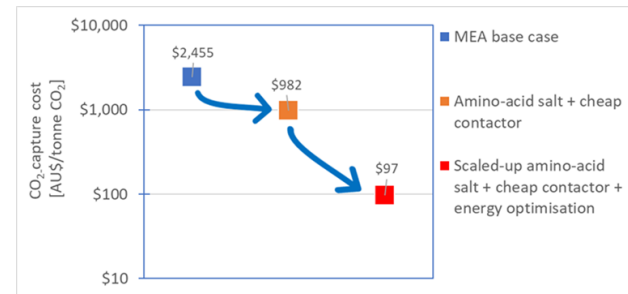 $10,000
$1,000
$100
$10
CO2-capture cost
[AU$/tonne CO2]
$2,455
$982
$97
MEA base case
Amino-acid salt + cheap
contactor
Scaled-up amino-acid
salt + cheap contactor +
energy optimisation